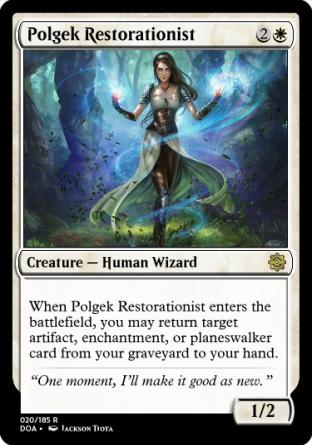 Polgek Restorationist 2
Creature — Human Wizard
When Polgek Restorationist enters the
battlefield, you may return target
artifact, enchantment, or planeswalker
card from your graveyard to your hand.
“One moment, I’ll make it good as new.”
1/2
020/185 R
DOA • Jackson Tjota